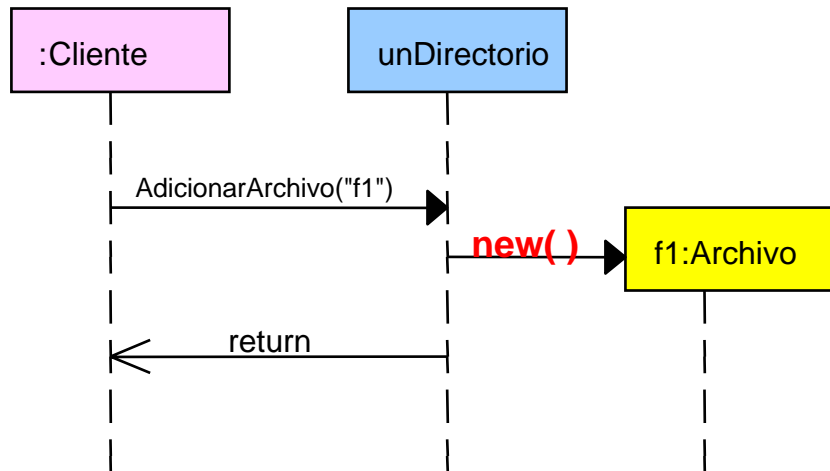 :Cliente
unDirectorio
AdicionarArchivo("f1")
new( )
f1:Archivo
return